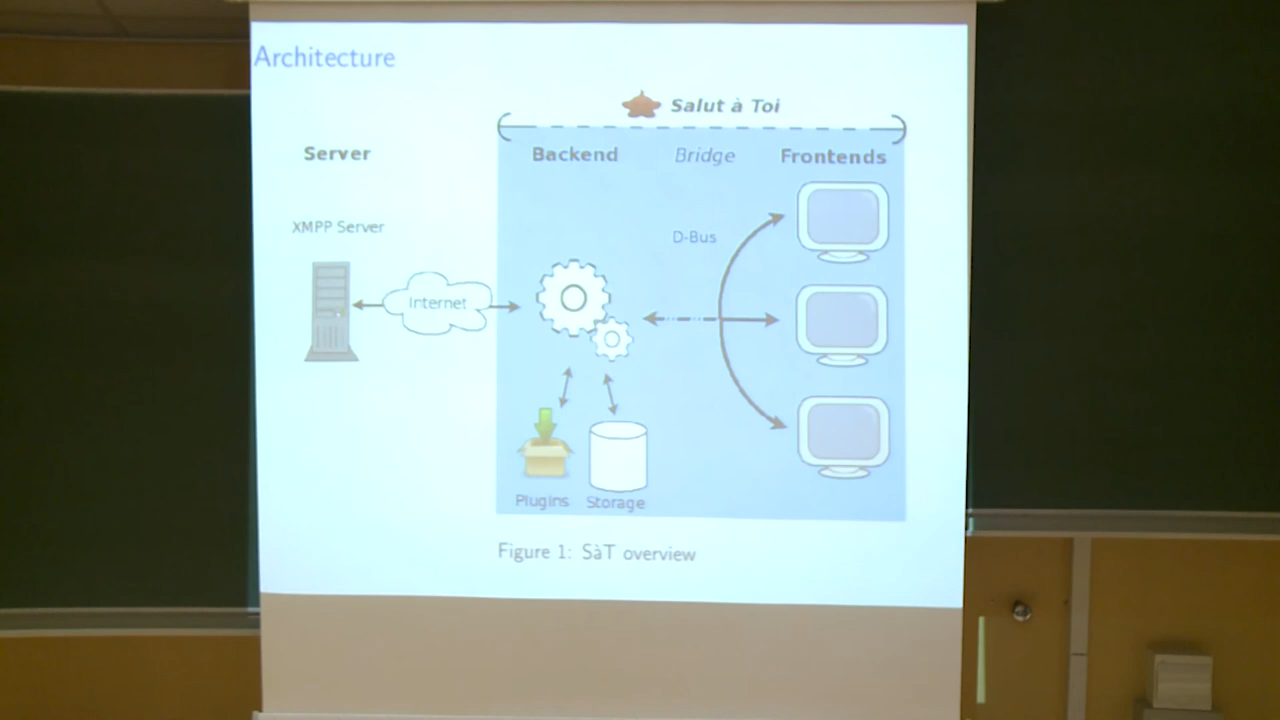 Architecture
Salut à Toi
Server
Backend
Bridge
Frontends
XMPP Server
D-Bus
Internet
Plugins
Storage
Figure 1: SàT overview